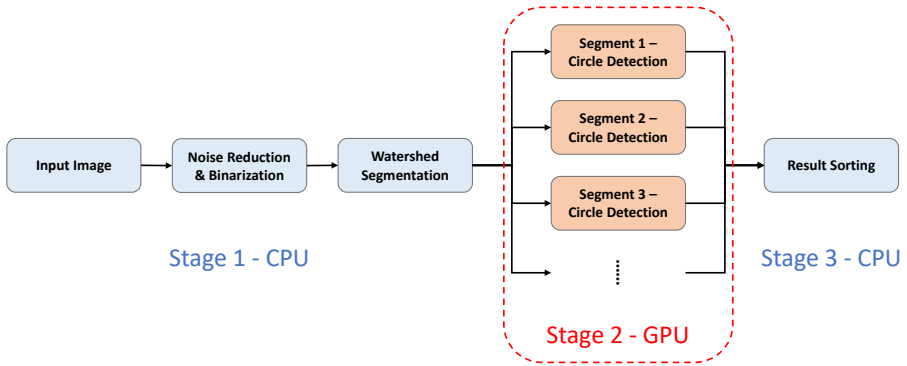 Input Image
Noise Reduction
& Binarization
Watershed
Segmentation
Segment 1 –
Circle Detection
Segment 2 –
Circle Detection
Segment 3 –
Circle Detection
Result Sorting
Stage 1 - CPU
Stage 2 - GPU
Stage 3 - CPU